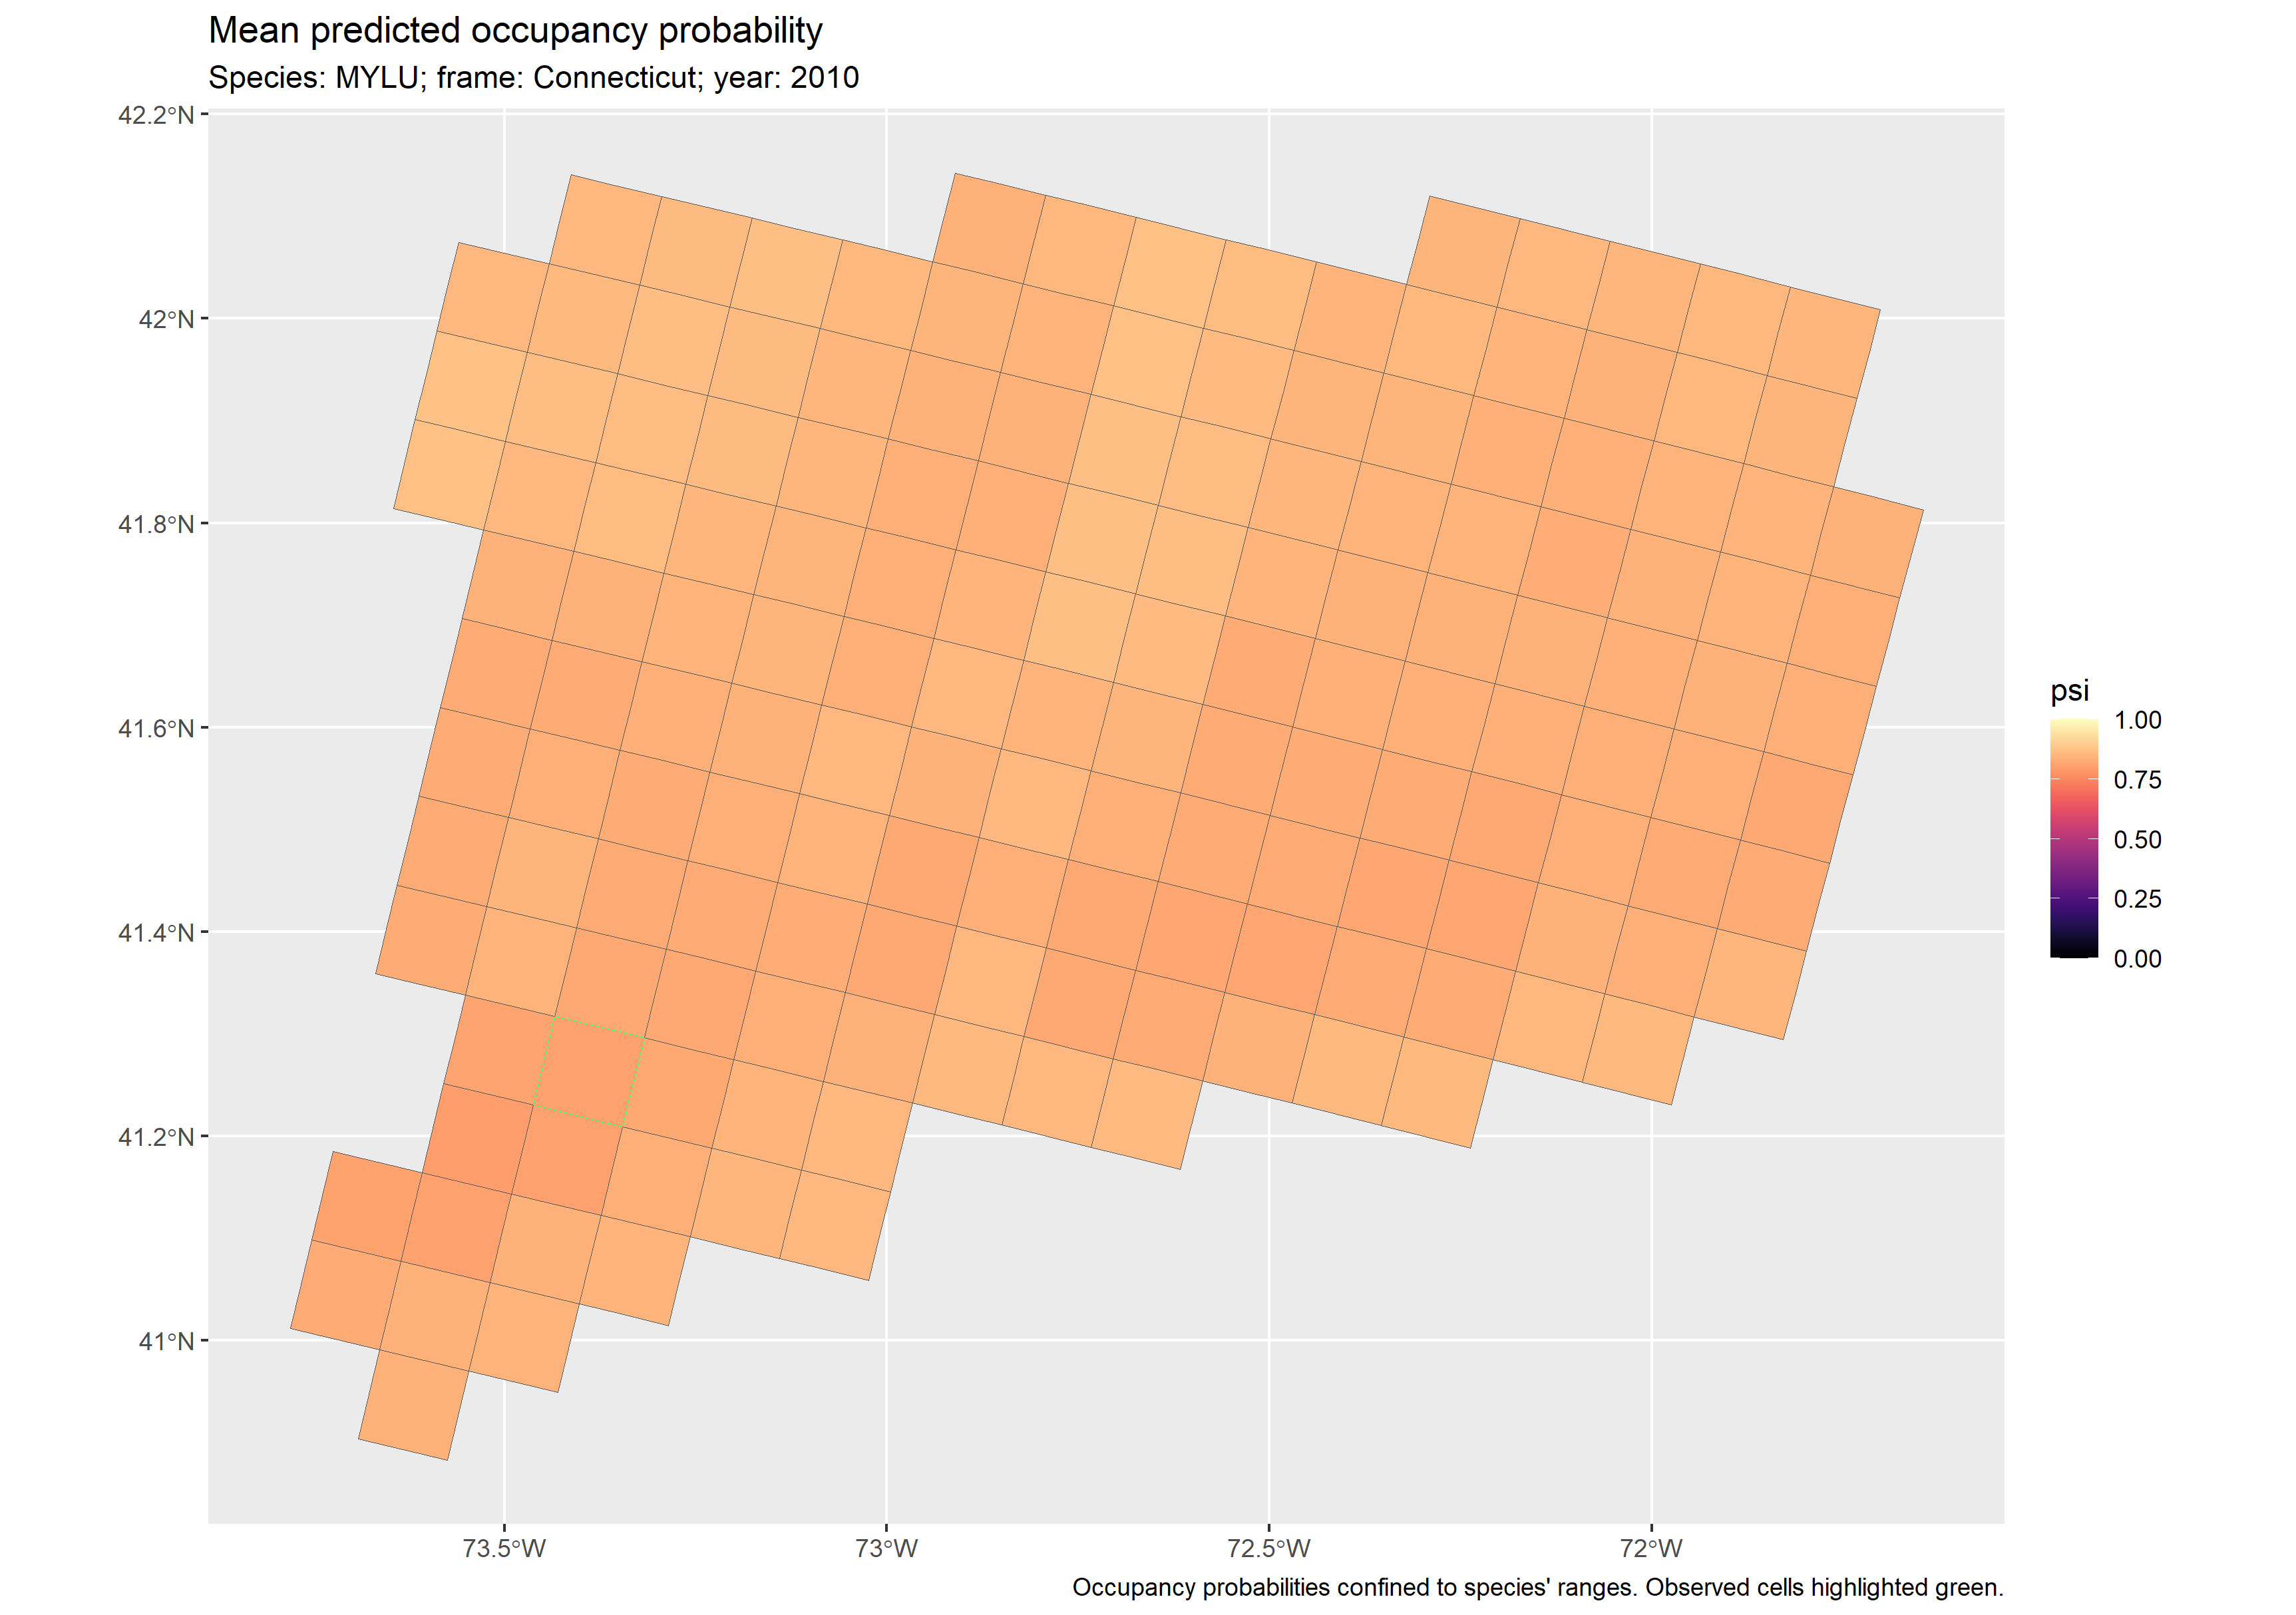 Mean predicted occupancy probability
Species: MYLU; frame: Connecticut; year: 2010
42.2°N
42°N
41.8°N
41.6°N
41.4°N
41.2°N
41°N
73.5°W
73°W
72.5°W
72°W
psi
1.00
0.75
0.50
0.25
0.00
Occupancy probabilities confined to species' ranges. Observed cells highlighted green.